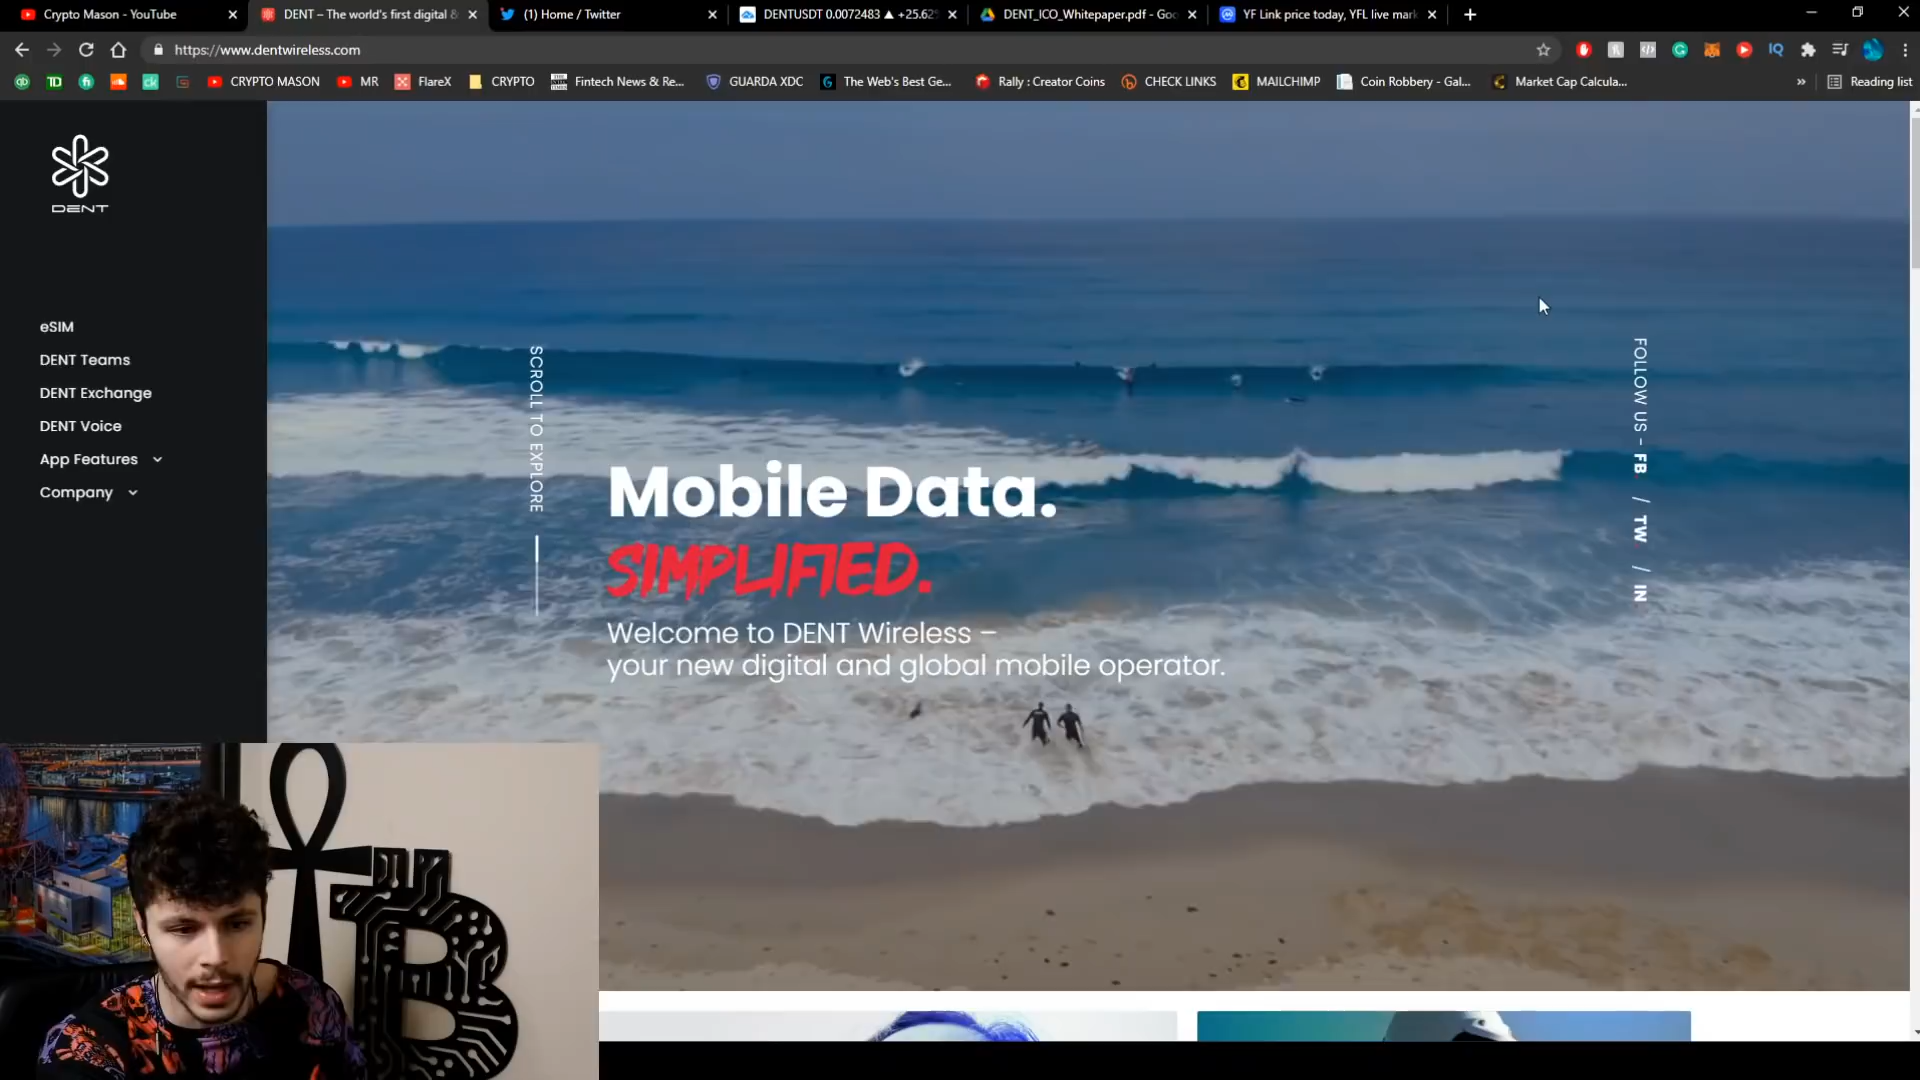 Crypto Mason - YouTube
DENT – The world's first digital &
(1) Home / Twitter
DENTUSDT 0.0072483 ▲ +25.62%
DENT_ICO_Whitepaper.pdf - Goo
YF Link price today, YFL live mark
https://www.dentwireless.com
CRYPTO MASON
MR
FlareX
CRYPTO
Fintech News & Re...
GUARDA XDC
The Web's Best Ge...
Rally : Creator Coins
CHECK LINKS
MAILCHIMP
Coin Robbery - Gal...
Market Cap Calcula...
Reading list
DENT
eSIM
DENT Teams
DENT Exchange
DENT Voice
App Features
Company
SCROLL TO EXPLORE
Mobile Data.
SIMPLIFIED.
Welcome to DENT Wireless –
your new digital and global mobile operator.
FOLLOW US - FB / TW / IN